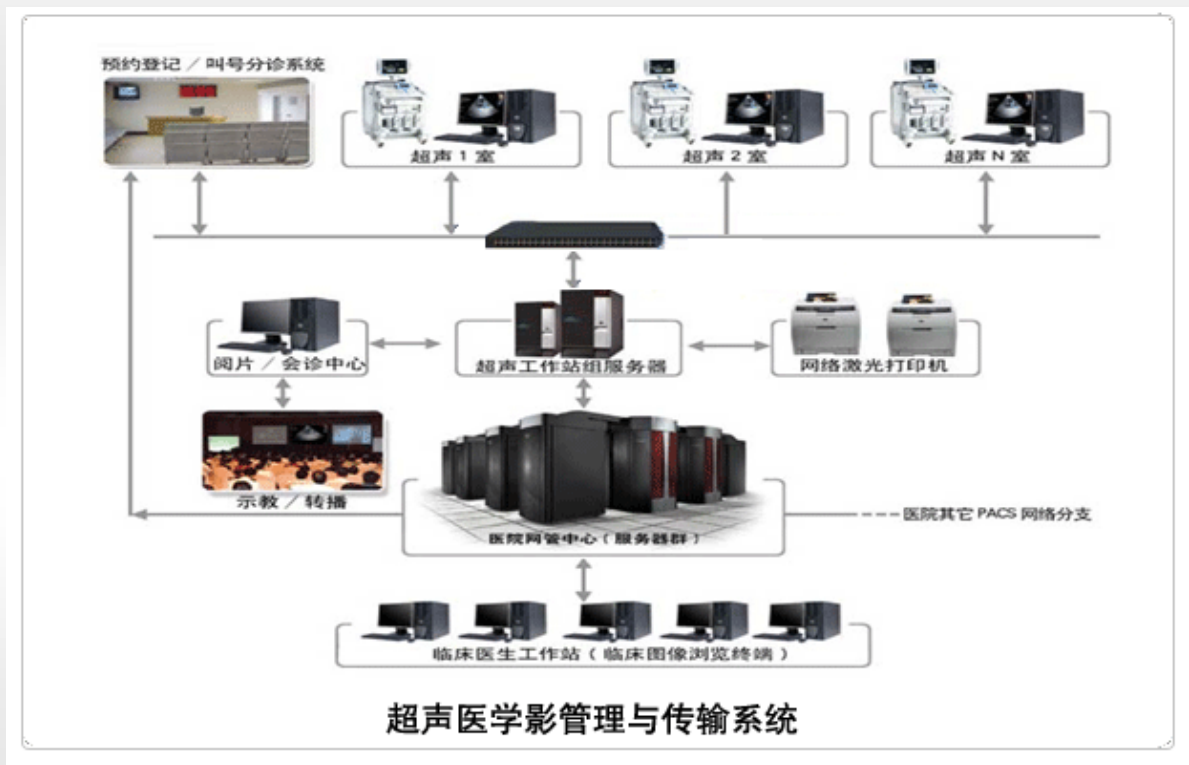 预约登记／叫号分诊系统
超声1室
超声2室
超声N室
阅片／会诊中心
超声工作站组服务器
网络激光打印机
示教／转播
医院网管中心（服务器群）
医院其它 PACS 网络分支
临床医生工作站（临床图像浏览终端）
超声医学影管理与传输系统